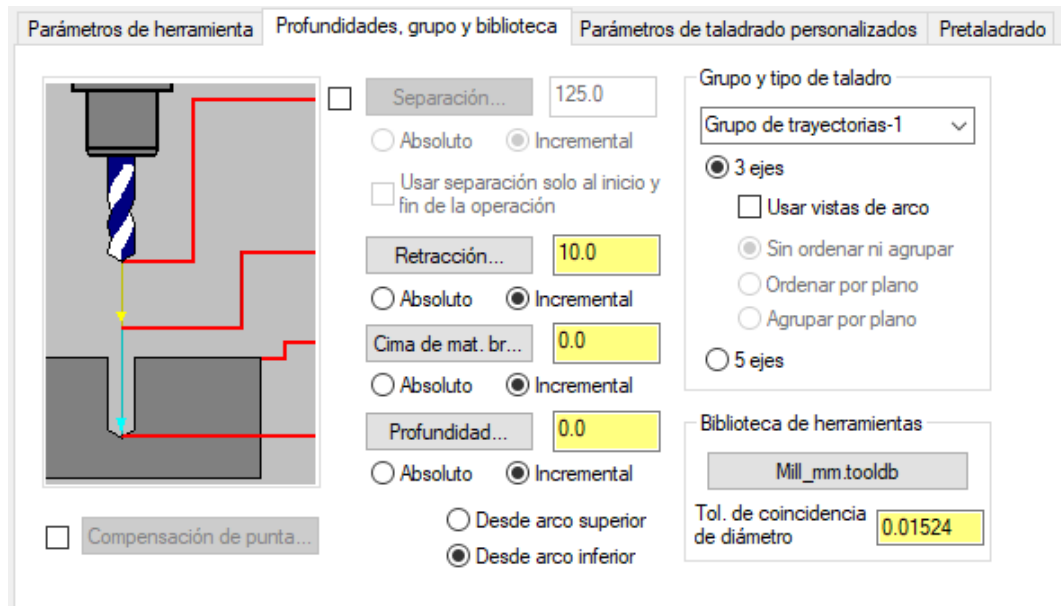 Parámetros de herramienta
Profundidades, grupo y biblioteca
Parámetros de taladrado personalizados
Pretaladrado
Separación...
125.0
Absoluto
Incremental
Usar separación solo al inicio y
fin de la operación
Retracción...
10.0
Absoluto
Incremental
Cima de mat. br...
0.0
Absoluto
Incremental
Profundidad...
0.0
Absoluto
Incremental
Desde arco superior
Desde arco inferior
Compensación de punta...
Grupo y tipo de taladro
Grupo de trayectorias-1
3 ejes
Usar vistas de arco
Sin ordenar ni agrupar
Ordenar por plano
Agrupar por plano
5 ejes
Biblioteca de herramientas
Mill_mm.tooldb
Tol. de coincidencia
de diámetro
0.01524